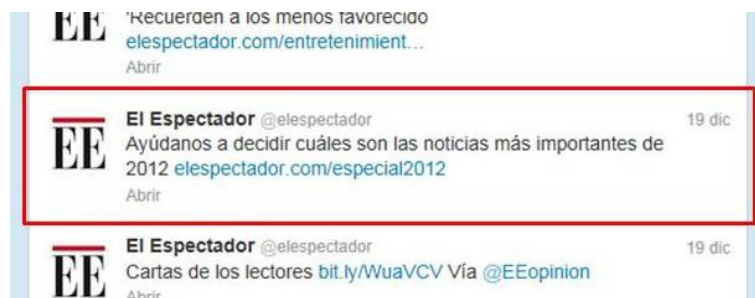 EE
'Recuerden a los menos favorecido
elespectador.com/entretenimient...
Abrir
El Espectador @elespectador
19 dic
EE
Ayúdanos a decidir cuáles son las noticias más importantes de
2012 elespectador.com/especial2012
Abrir
El Espectador @elespectador
19 dic
EE
Cartas de los lectores bit.ly/WuaVCV Vía @EEopinion
Abrir